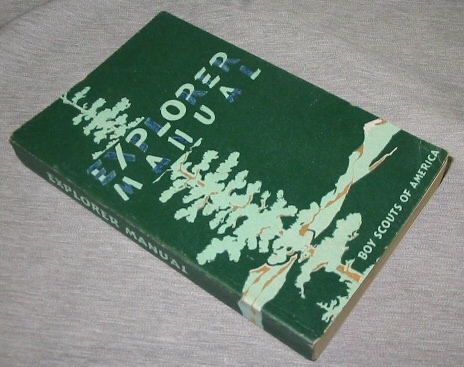 EXPLORER
MANUAL
BOY SCOUTS OF AMERICA
EXPLORER MANUAL